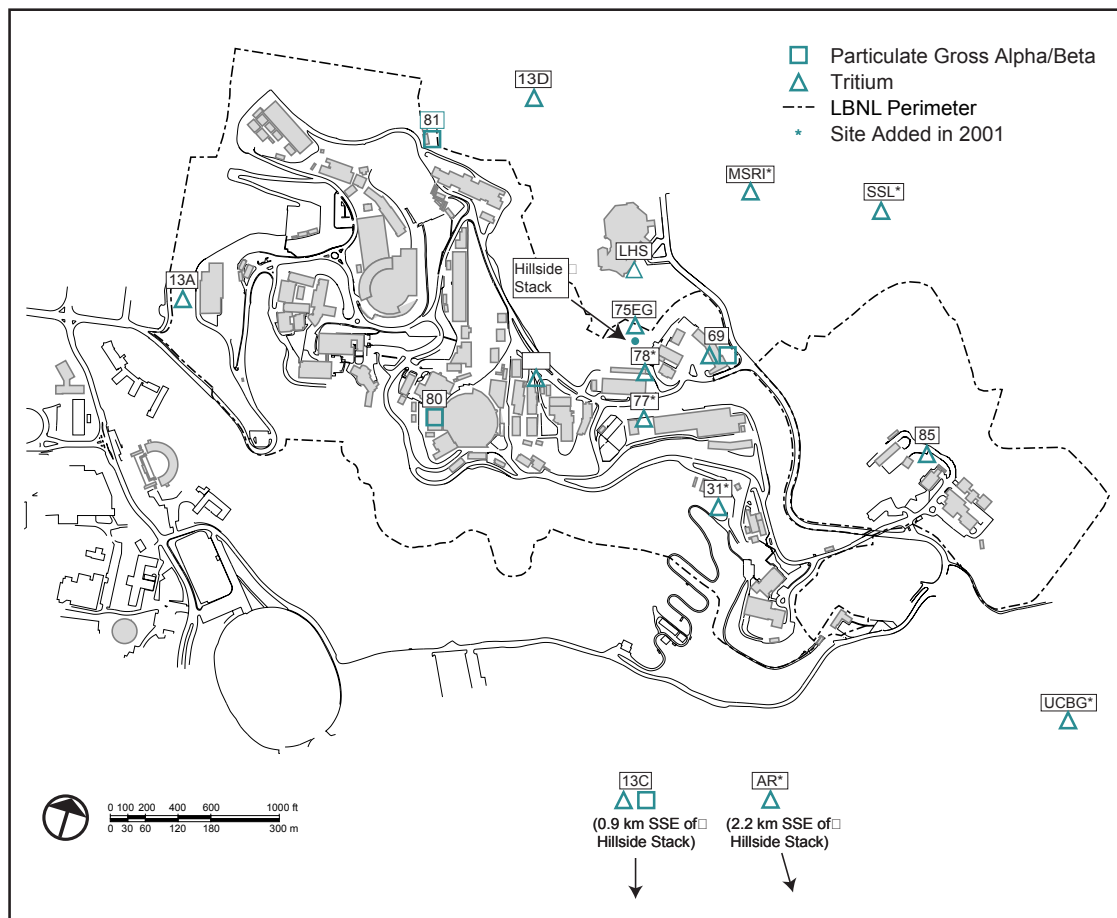 Particulate Gross Alpha/Beta
Tritium
LBNL Perimeter
* Site Added in 2001
13D
81
MSRI*
SSL*
LHS
13A
Hillside
Stack
75EG
69
78*
80
77*
85
31*
UCBG*
13C
AR*
(0.9 km SSE of
Hillside Stack)
(2.2 km SSE of
Hillside Stack)
0 100 200 400 600 1000 ft
0 30 60 120 180 300 m